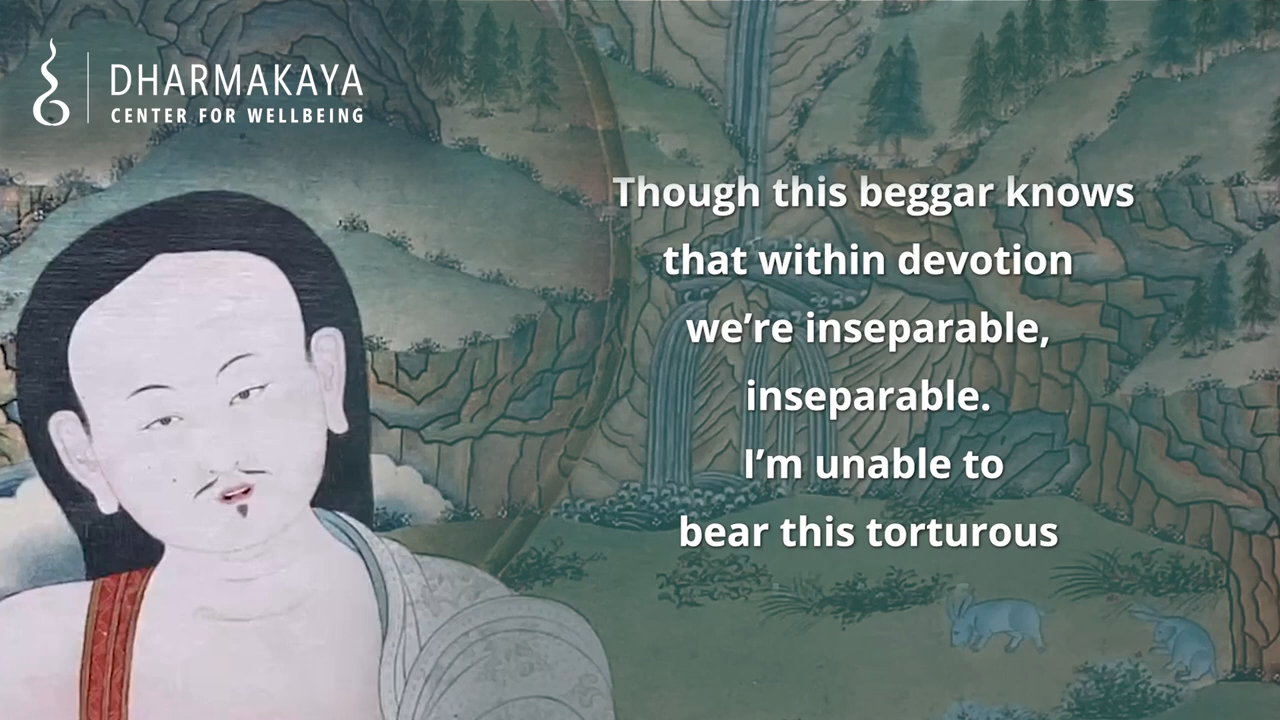 DHARMAKAYA
CENTER FOR WELLBEING
Though this beggar knows
that within devotion
we’re inseparable,
inseparable.
I’m unable to
bear this torturous